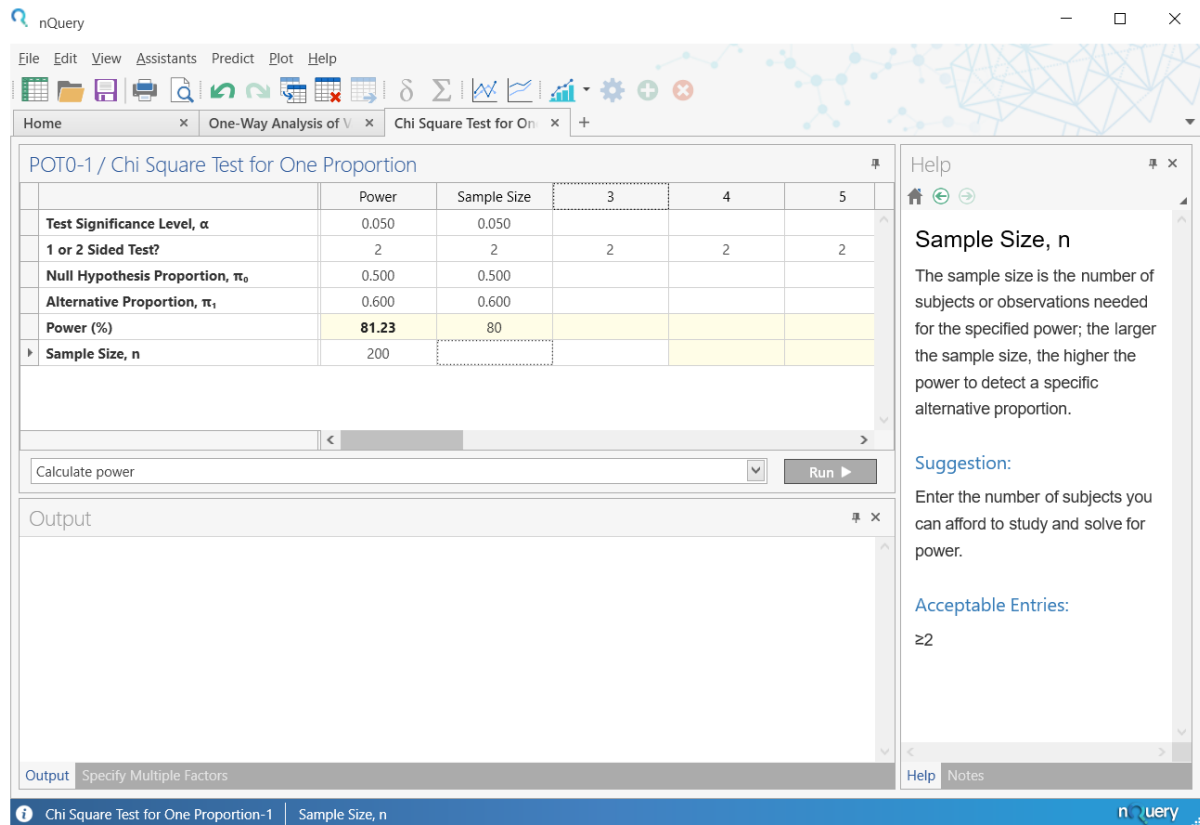 nQuery
File Edit View Assistants Predict Plot Help
δ Σ
Home
One-Way Analysis of V
Chi Square Test for On
POT0-1 / Chi Square Test for One Proportion
Power Sample Size 3 4 5
Test Significance Level, α 0.050 0.050
1 or 2 Sided Test? 2 2 2 2 2
Null Hypothesis Proportion, π₀ 0.500 0.500
Alternative Proportion, π₁ 0.600 0.600
Power (%) 81.23 80
Sample Size, n 200
Calculate power
Run
Output
Output Specify Multiple Factors
Help
Sample Size, n
The sample size is the number of
subjects or observations needed
for the specified power; the larger
the sample size, the higher the
power to detect a specific
alternative proportion.
Suggestion:
Enter the number of subjects you
can afford to study and solve for
power.
Acceptable Entries:
≥2
Help Notes
Chi Square Test for One Proportion-1 Sample Size, n
nQuery